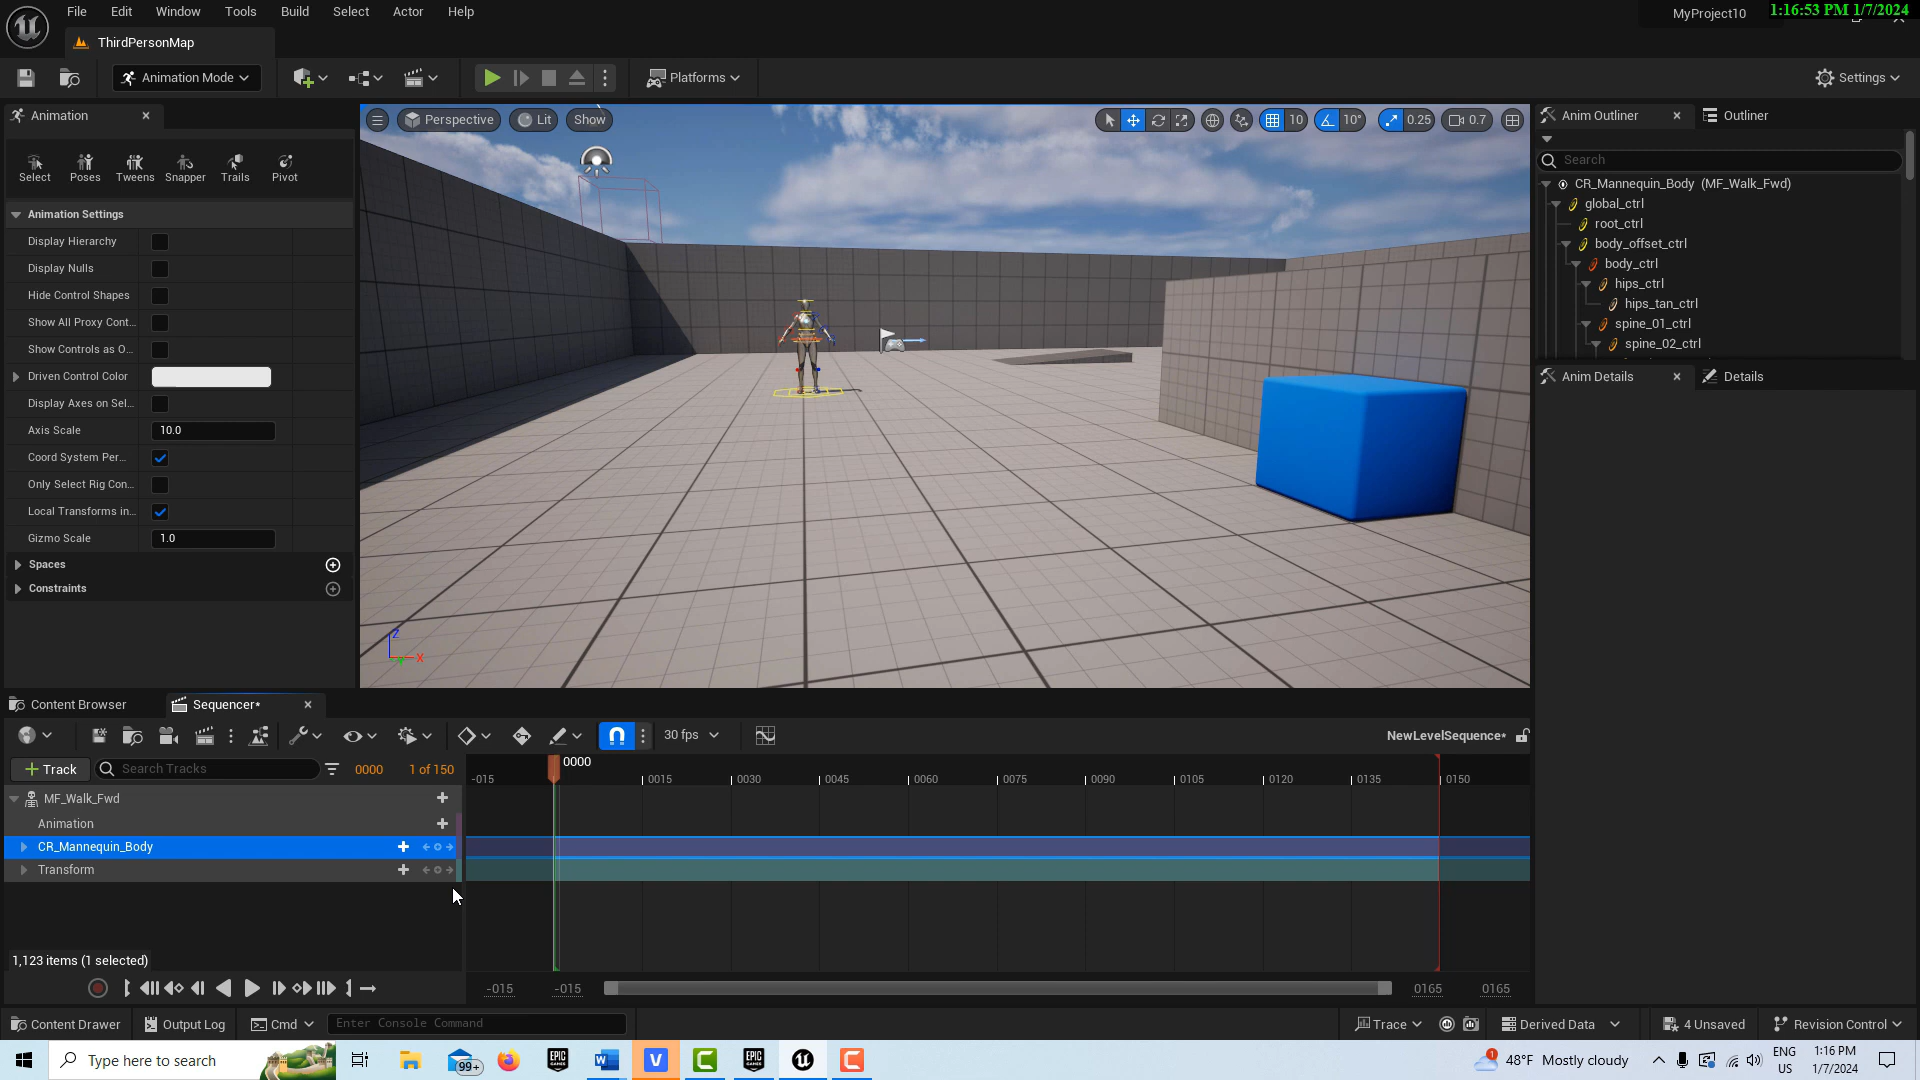 File Edit Window Tools Build Select Actor Help
MyProject10
1:16:53 PM 1/7/2024
ThirdPersonMap
Animation Mode
Platforms
Settings
Animation
Select Poses Tweens Snapper Trails Pivot
Animation Settings
Display Hierarchy
Display Nulls
Hide Control Shapes
Show All Proxy Cont...
Show Controls as O...
Driven Control Color
Display Axes on Sel...
Axis Scale 10.0
Coord System Per...
Only Select Rig Con...
Local Transforms in...
Gizmo Scale 1.0
Spaces
Constraints
Perspective Lit Show
10 10° 0.25 0.7
Z
X
Anim Outliner Outliner
Search
CR_Mannequin_Body (MF_Walk_Fwd)
global_ctrl
root_ctrl
body_offset_ctrl
body_ctrl
hips_ctrl
hips_tan_ctrl
spine_01_ctrl
spine_02_ctrl
Anim Details Details
Content Browser Sequencer*
30 fps
NewLevelSequence*
+ Track Search Tracks 0000 1 of 150
0000
-015 0015 0030 0045 0060 0075 0090 0105 0120 0135 0150
MF_Walk_Fwd
Animation
CR_Mannequin_Body
Transform
1,123 items (1 selected)
-015 -015 0165 0165
Content Drawer Output Log Cmd Enter Console Command
Trace Derived Data 4 Unsaved Revision Control
Type here to search
99+
W
V
EPIC GAMES
EPIC GAMES
1
48°F Mostly cloudy
ENG
US
1:16 PM
1/7/2024